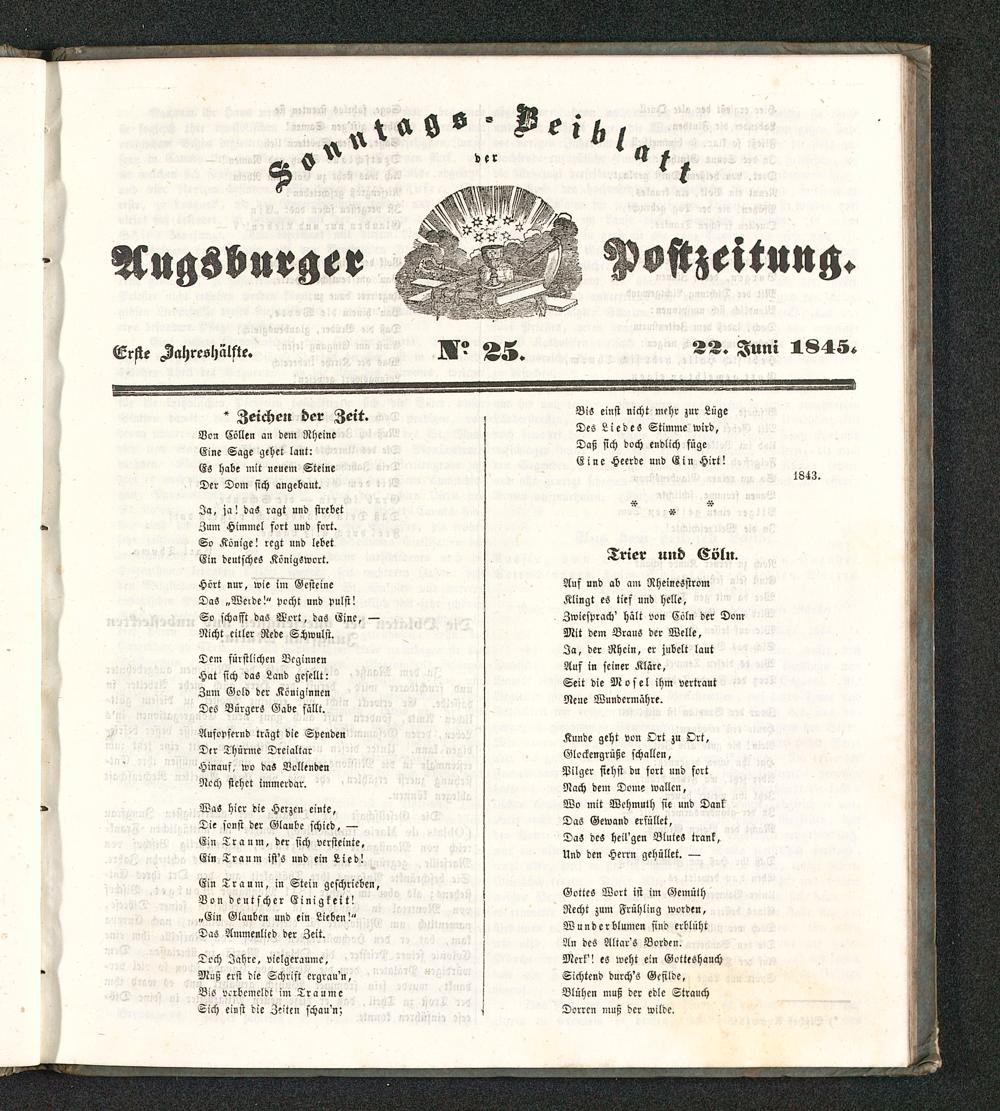 Sonntags-Beiblatt
der
Augsburger Postzeitung.
Erste Jahreshälfte. No. 25. 22. Juni 1845.
* Zeichen der Zeit.
Von Cöllen an dem Rheine
Eine Sage gehet laut:
Es habe mit neuem Steine
Der Dom sich angebaut.
Ja, ja! das ragt und strebet
Zum Himmel fort und fort.
So Könige! regt und lebet
Ein deutsches Königswort.
Hört nur, wie im Gesteine
Das „Werde!“ pocht und pulst!
So schafft das Wort, das Eine, —
Nicht eitler Rede Schwulst.
Dem fürstlichen Beginnen
Hat sich das Land gesellt:
Zum Gold der Königinnen
Des Bürgers Gabe fällt.
Aufopfernd trägt die Spenden
Der Thürme Dreialtar
Hinauf, wo das Vollenden
Noch stehet immerdar.
Was hier die Herzen einte,
Die sonst der Glaube schied, —
Ein Traum, der sich versteinte,
Ein Traum ist's und ein Lied!
Ein Traum, in Stein geschrieben,
Von deutscher Einigkeit!
„Ein Glauben und ein Lieben!“
Das Ammenlied der Zeit.
Doch Jahre, vielgeraume,
Muß erst die Schrift ergrau'n,
Bis vorbemeldt im Traume
Sich einst die Zeiten schau'n;
Bis einst nicht mehr zur Lüge
Des Liedes Stimme wird,
Daß sich doch endlich füge
Eine Heerde und Ein Hirt!
1843.
* * *
Trier und Cöln.
Auf und ab am Rheinesstrom
Klingt es tief und helle,
Zwiesprach' hält von Cöln der Dom
Mit dem Braus der Welle,
Ja, der Rhein, er jubelt laut
Auf in seiner Kläre,
Seit die Mosel ihm vertraut
Neue Wundermähre.
Kunde geht von Ort zu Ort,
Glockengrüße schallen,
Pilger siehst du fort und fort
Nach dem Dome wallen,
Wo mit Wehmuth sie und Dank
Das Gewand erfüllet,
Das des heil'gen Blutes trank,
Und den Herrn gehüllet. —
Gottes Wort ist im Gemüth
Recht zum Frühling worden,
Wunderblumen sind erblüht
An des Altar's Borden.
Merk'! es weht ein Gotteshauch
Sichtend durch's Gefilde,
Blühen muß der edle Strauch
Dorren muß der wilde.